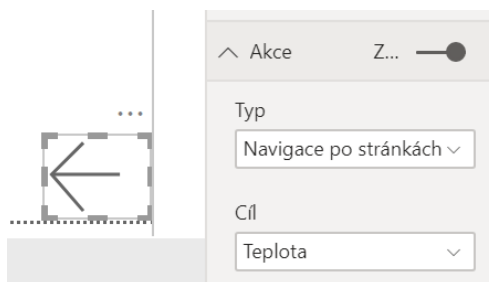 Akce Z...
Typ
Navigace po stránkách
Cíl
Teplota